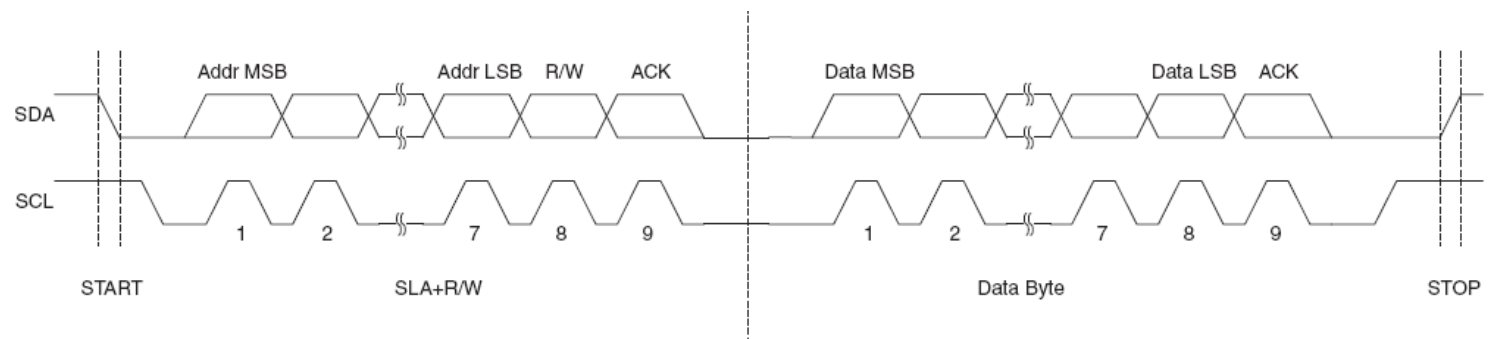 Addr MSB Addr LSB R/W ACK Data MSB Data LSB ACK
SDA
SCL
1 2 7 8 9 1 2 7 8 9
START SLA+R/W Data Byte STOP